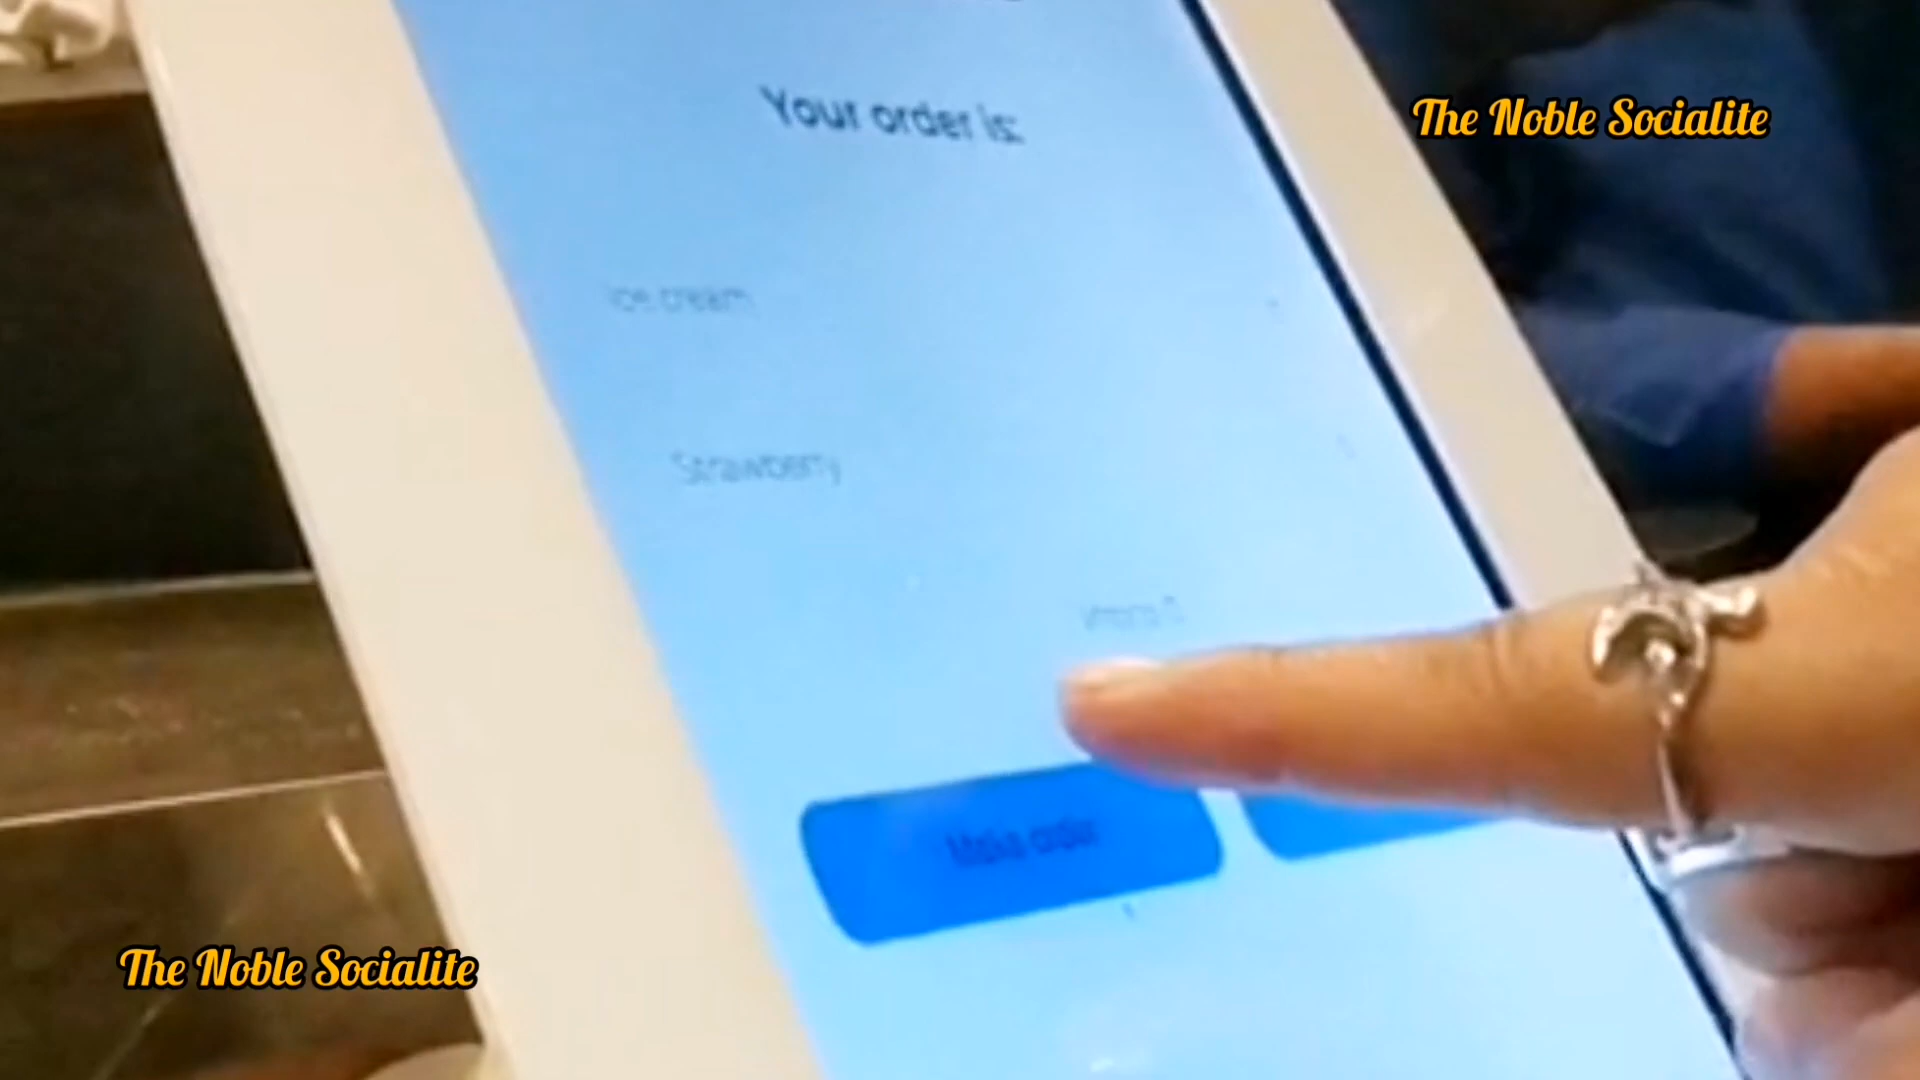 The Noble Socialite
Your order is:
Ice cream
Strawberry
Make order
The Noble Socialite